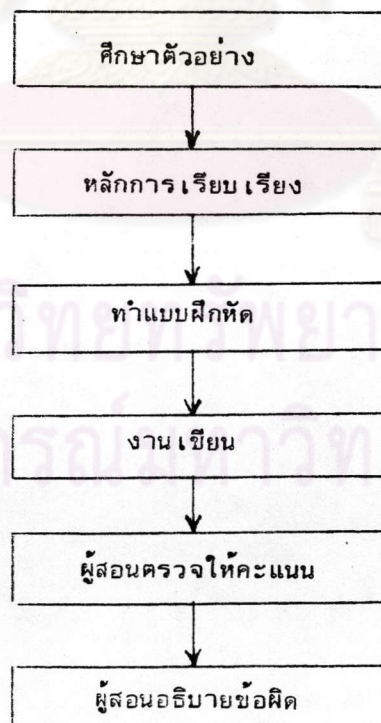 ศึกษาตัวอย่าง
หลักการเรียบเรียง
ทำแบบฝึกหัด
งานเขียน
ผู้สอนตรวจให้คะแนน
ผู้สอนอธิบายข้อผิด